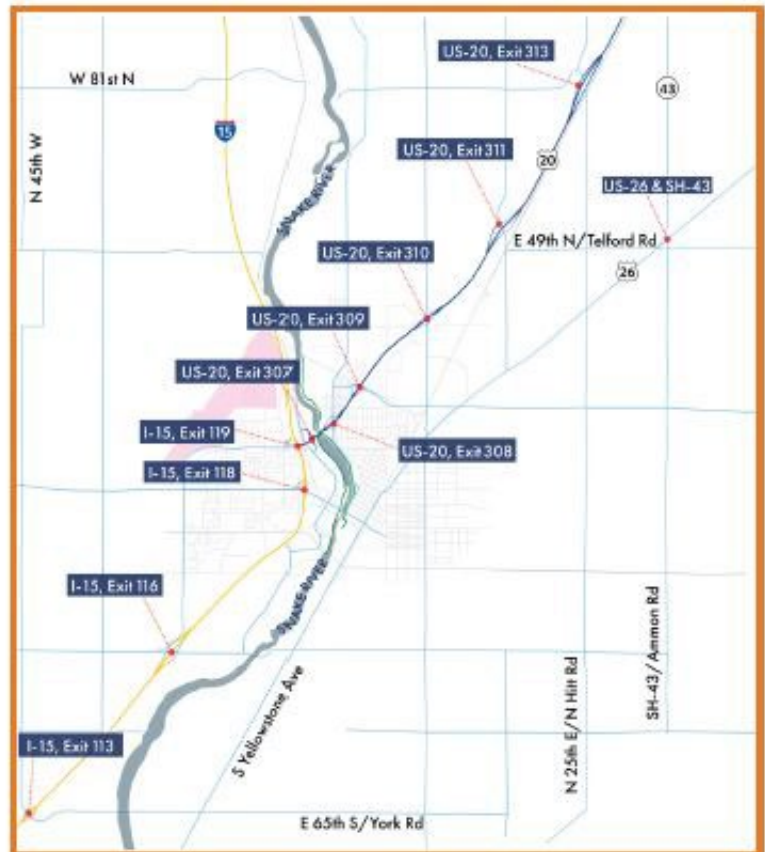 US-20, Exit 313
W 81st N
43
15
N 45th W
US-20, Exit 311
20
US-26 & SH-43
SNAKE RIVER
E 49th N/Telford Rd
US-20, Exit 310
26
US-20, Exit 309
US-20, Exit 307
I-15, Exit 119
US-20, Exit 308
I-15, Exit 118
I-15, Exit 116
SNAKE RIVER
SH-43/Ammon Rd
N 25th E/N Hitt Rd
S Yellowstone Ave
I-15, Exit 113
E 65th S/York Rd